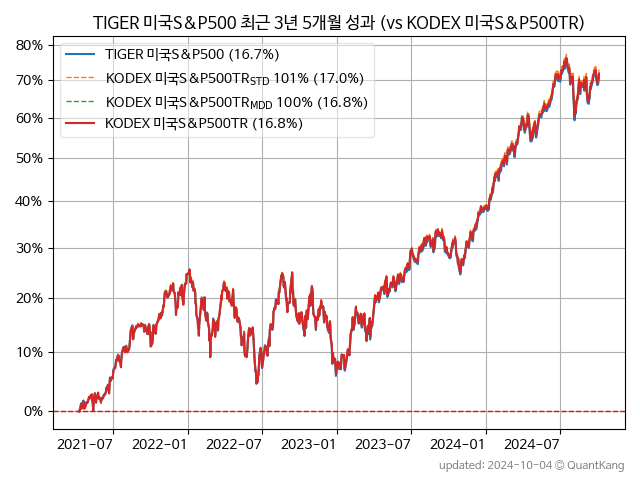 TIGER 미국S&P500 최근 3년 5개월 성과 (vs KODEX 미국S&P500TR)
80%
70%
60%
50%
40%
30%
20%
10%
0%
TIGER 미국S&P500 (16.7%)
KODEX 미국S&P500TRSTD 101% (17.0%)
KODEX 미국S&P500TRMDD 100% (16.8%)
KODEX 미국S&P500TR (16.8%)
2021-07 2022-01 2022-07 2023-01 2023-07 2024-01 2024-07
updated: 2024-10-04 © QuantKang